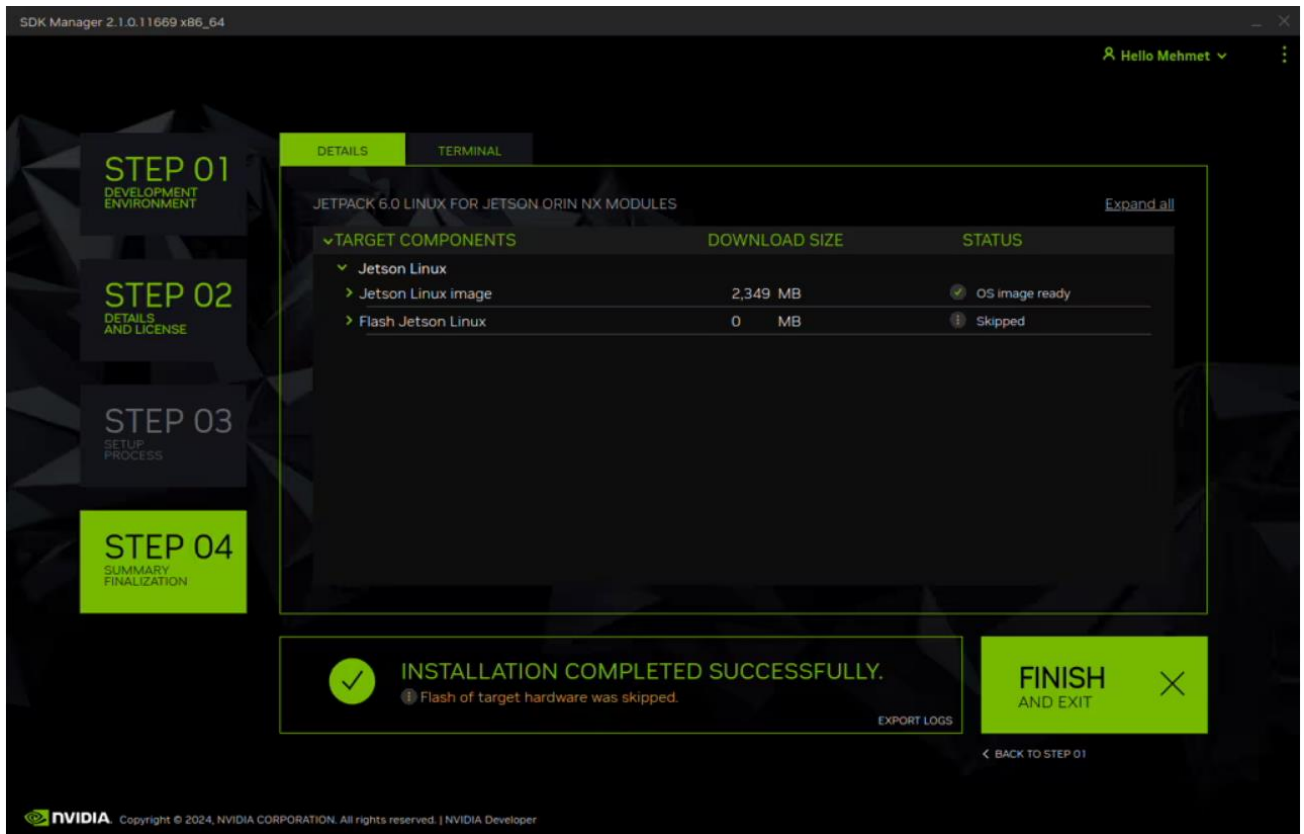 SDK Manager 2.1.0.11669 x86_64
Hello Mehmet
STEP 01
DEVELOPMENT
ENVIRONMENT
STEP 02
DETAILS
AND LICENSE
STEP 03
SETUP
PROCESS
STEP 04
SUMMARY
FINALIZATION
DETAILS TERMINAL
JETPACK 6.0 LINUX FOR JETSON ORIN NX MODULES Expand all
TARGET COMPONENTS DOWNLOAD SIZE STATUS
Jetson Linux
Jetson Linux image 2,349 MB OS image ready
Flash Jetson Linux 0 MB Skipped
INSTALLATION COMPLETED SUCCESSFULLY.
Flash of target hardware was skipped.
EXPORT LOGS
FINISH
AND EXIT
BACK TO STEP 01
NVIDIA. Copyright © 2024, NVIDIA CORPORATION. All rights reserved. | NVIDIA Developer